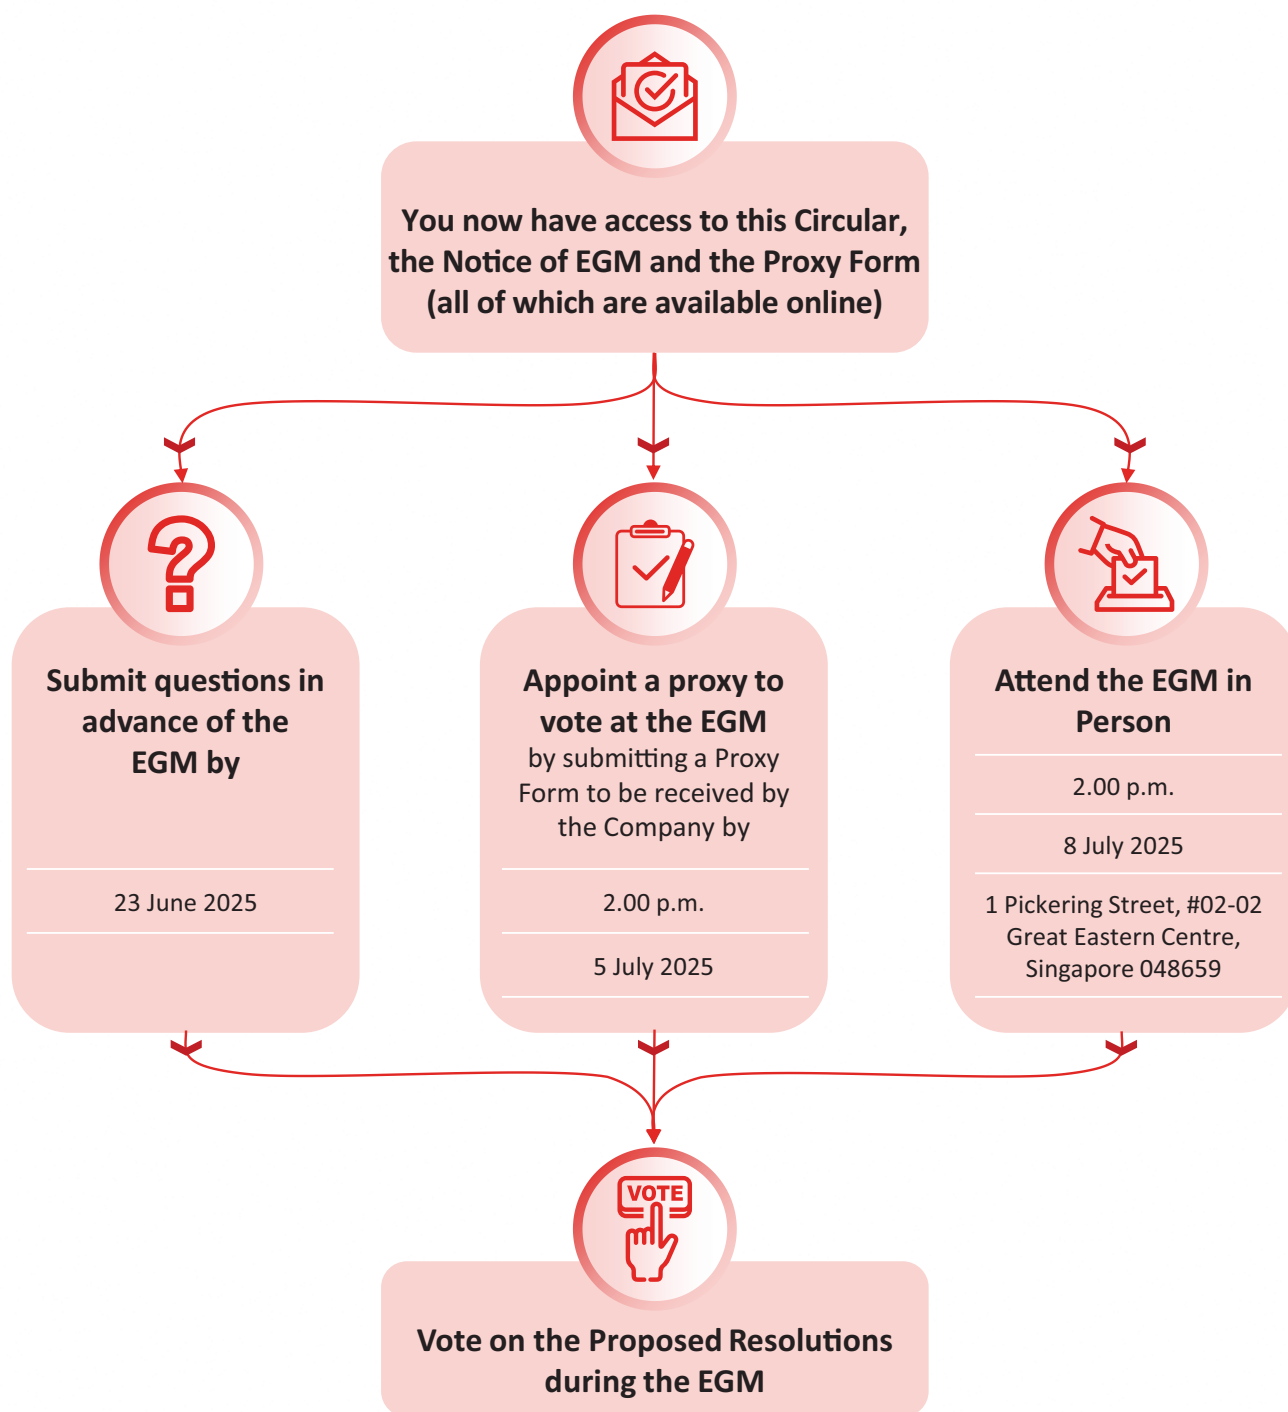 You now have access to this Circular,
the Notice of EGM and the Proxy Form
(all of which are available online)
Submit questions in
advance of the
EGM by
23 June 2025
Appoint a proxy to
vote at the EGM
by submitting a Proxy
Form to be received by
the Company by
2.00 p.m.
5 July 2025
Attend the EGM in
Person
2.00 p.m.
8 July 2025
1 Pickering Street, #02-02
Great Eastern Centre,
Singapore 048659
VOTE
Vote on the Proposed Resolutions
during the EGM